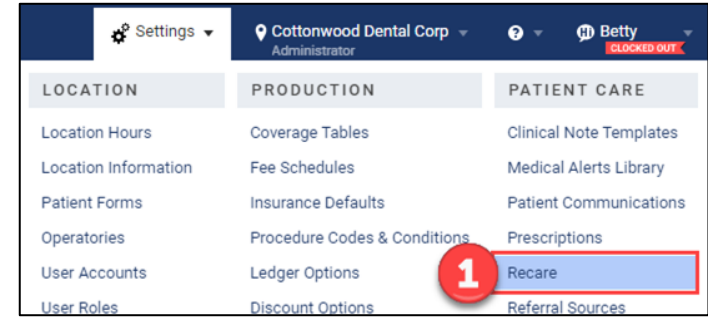 Settings
Cottonwood Dental Corp
Administrator
?
HI
Betty
CLOCKED OUT
LOCATION
Location Hours
Location Information
Patient Forms
Operatories
User Accounts
User Roles
PRODUCTION
Coverage Tables
Fee Schedules
Insurance Defaults
Procedure Codes & Conditions
Ledger Options
Discount Options
PATIENT CARE
Clinical Note Templates
Medical Alerts Library
Patient Communications
Prescriptions
1
Recare
Referral Sources